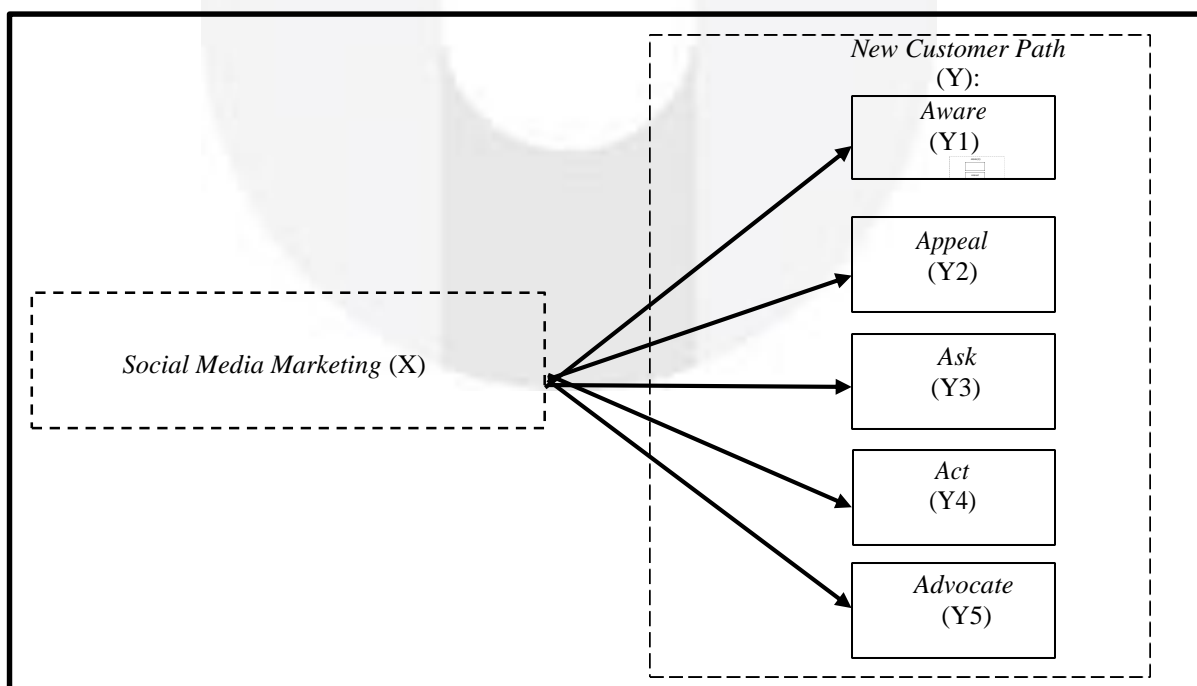 New Customer Path
(Y):
Aware
(Y1)
Appeal
(Y2)
Social Media Marketing (X)
Ask
(Y3)
Act
(Y4)
Advocate
(Y5)